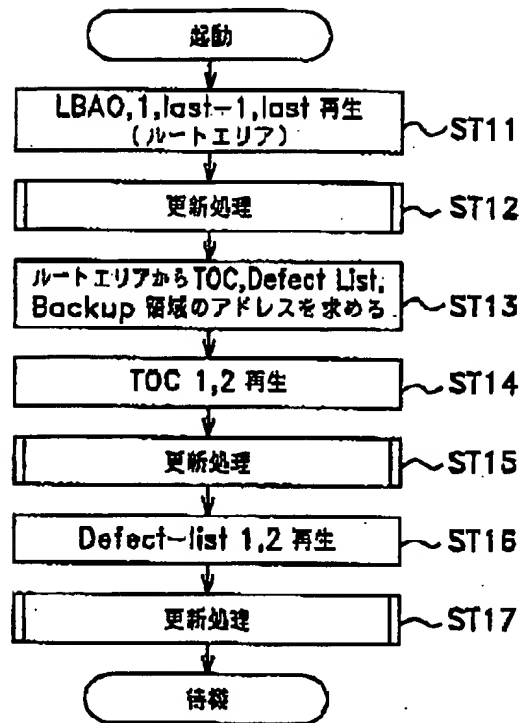 起動
LBA0,1,last-1,last 再生
(ルートエリア)
ST11
更新処理
ST12
ルートエリアからTOC,Defect List,
Backup 領域のアドレスを求める
ST13
TOC 1,2 再生
ST14
更新処理
ST15
Defect-list 1,2 再生
ST16
更新処理
ST17
待機